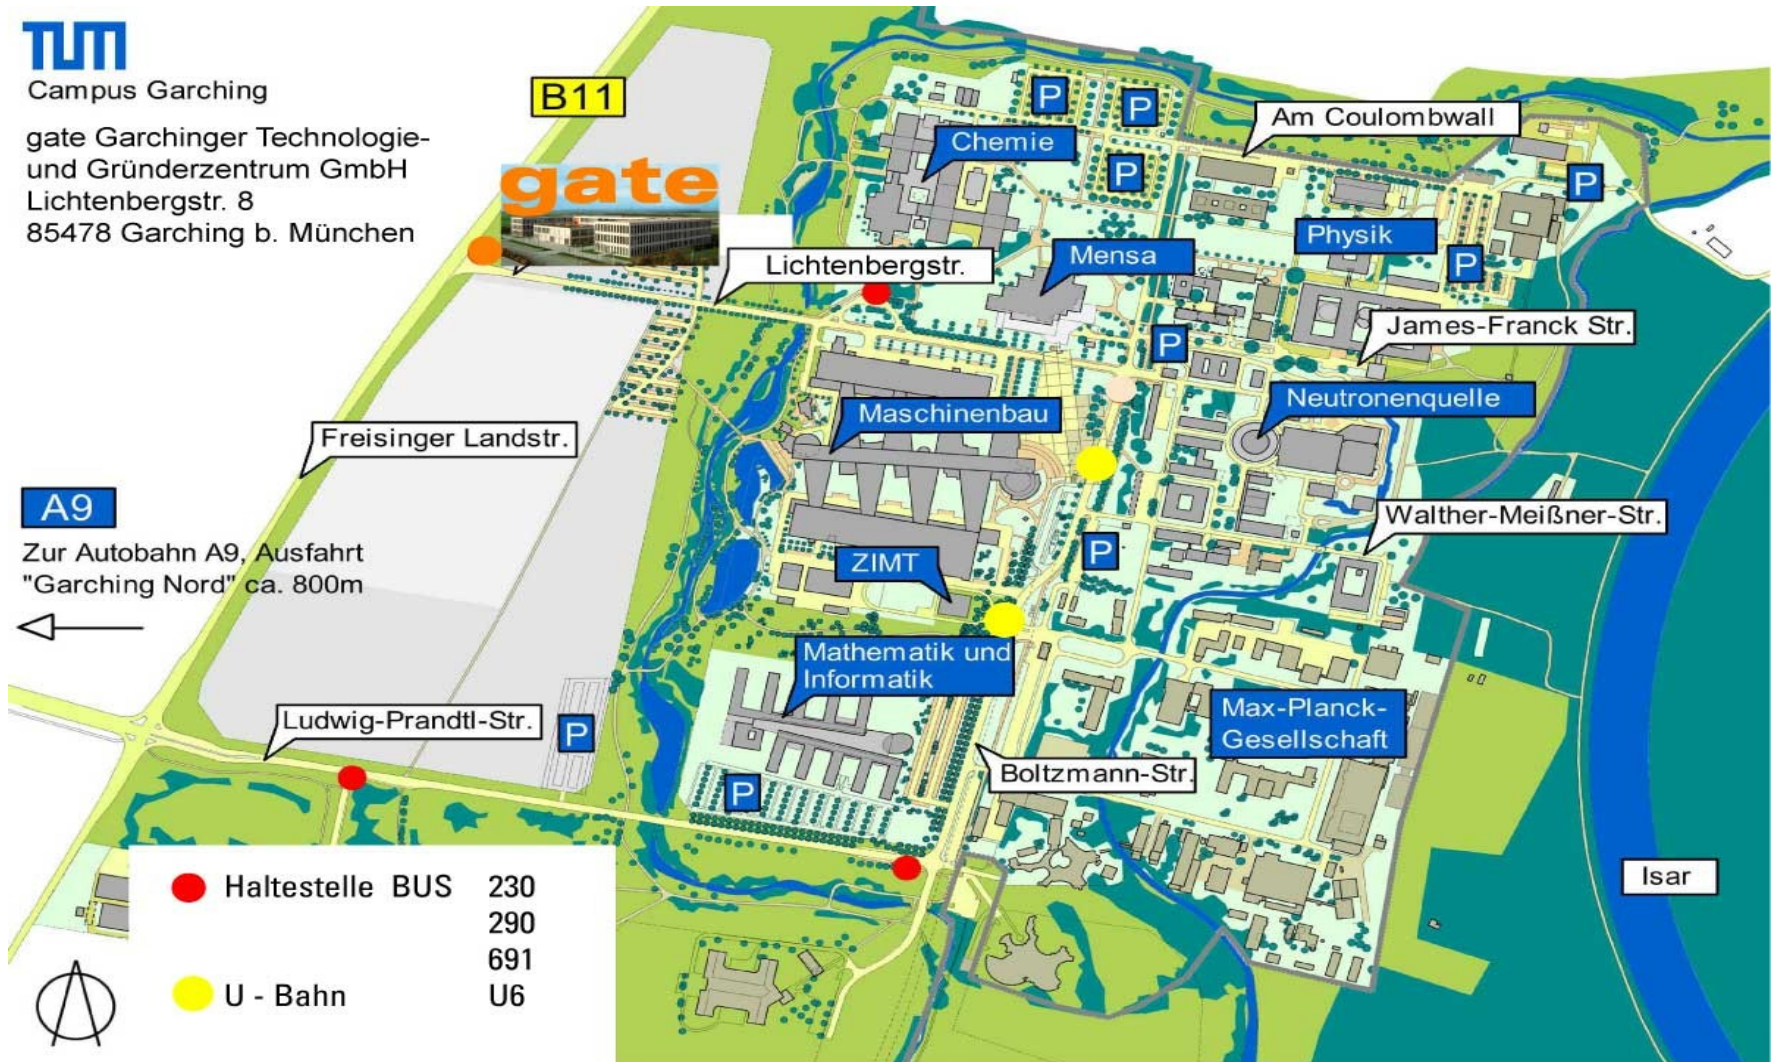 TUM
Campus Garching
gate Garchinger Technologie-
und Gründerzentrum GmbH
Lichtenbergstr. 8
85478 Garching b. München
B11
gate
P
P
P
P
P
Am Coulombwall
Chemie
Physik
Mensa
Lichtenbergstr.
James-Franck Str.
P
Neutronenquelle
Maschinenbau
Freisinger Landstr.
A9
Zur Autobahn A9, Ausfahrt
"Garching Nord" ca. 800m
Walther-Meißner-Str.
P
ZIMT
Mathematik und
Informatik
Max-Planck-
Gesellschaft
Ludwig-Prandtl-Str.
P
Boltzmann-Str.
P
Isar
Haltestelle BUS 230
290
691
U - Bahn U6